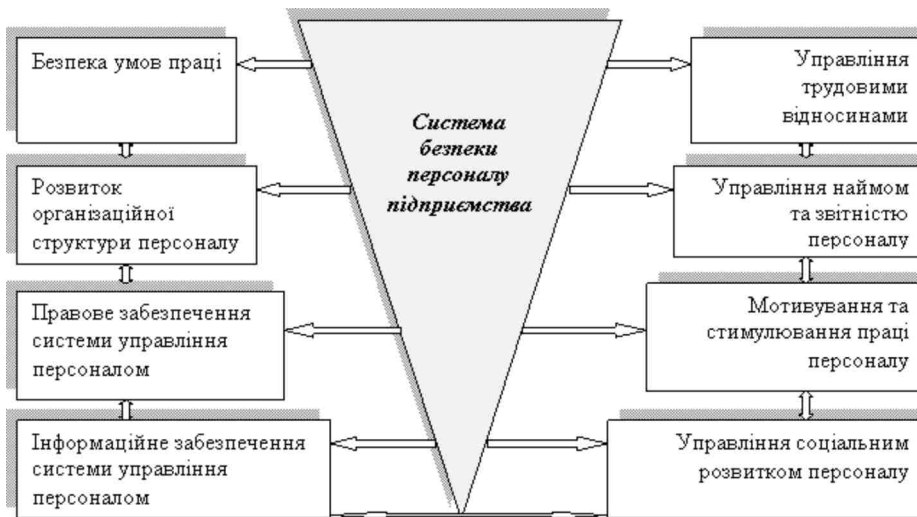 Безпека умов праці
Розвиток
організаційної
структури персоналу
Правове забезпечення
системи управління
персоналом
Інформаційне забезпечення
системи управління
персоналом
Система
безпеки
персоналу
підприємства
Управління
трудовими
відносинами
Управління наймом
та звітністю
персоналу
Мотивування та
стимулювання праці
персоналу
Управління соціальним
розвитком персоналу